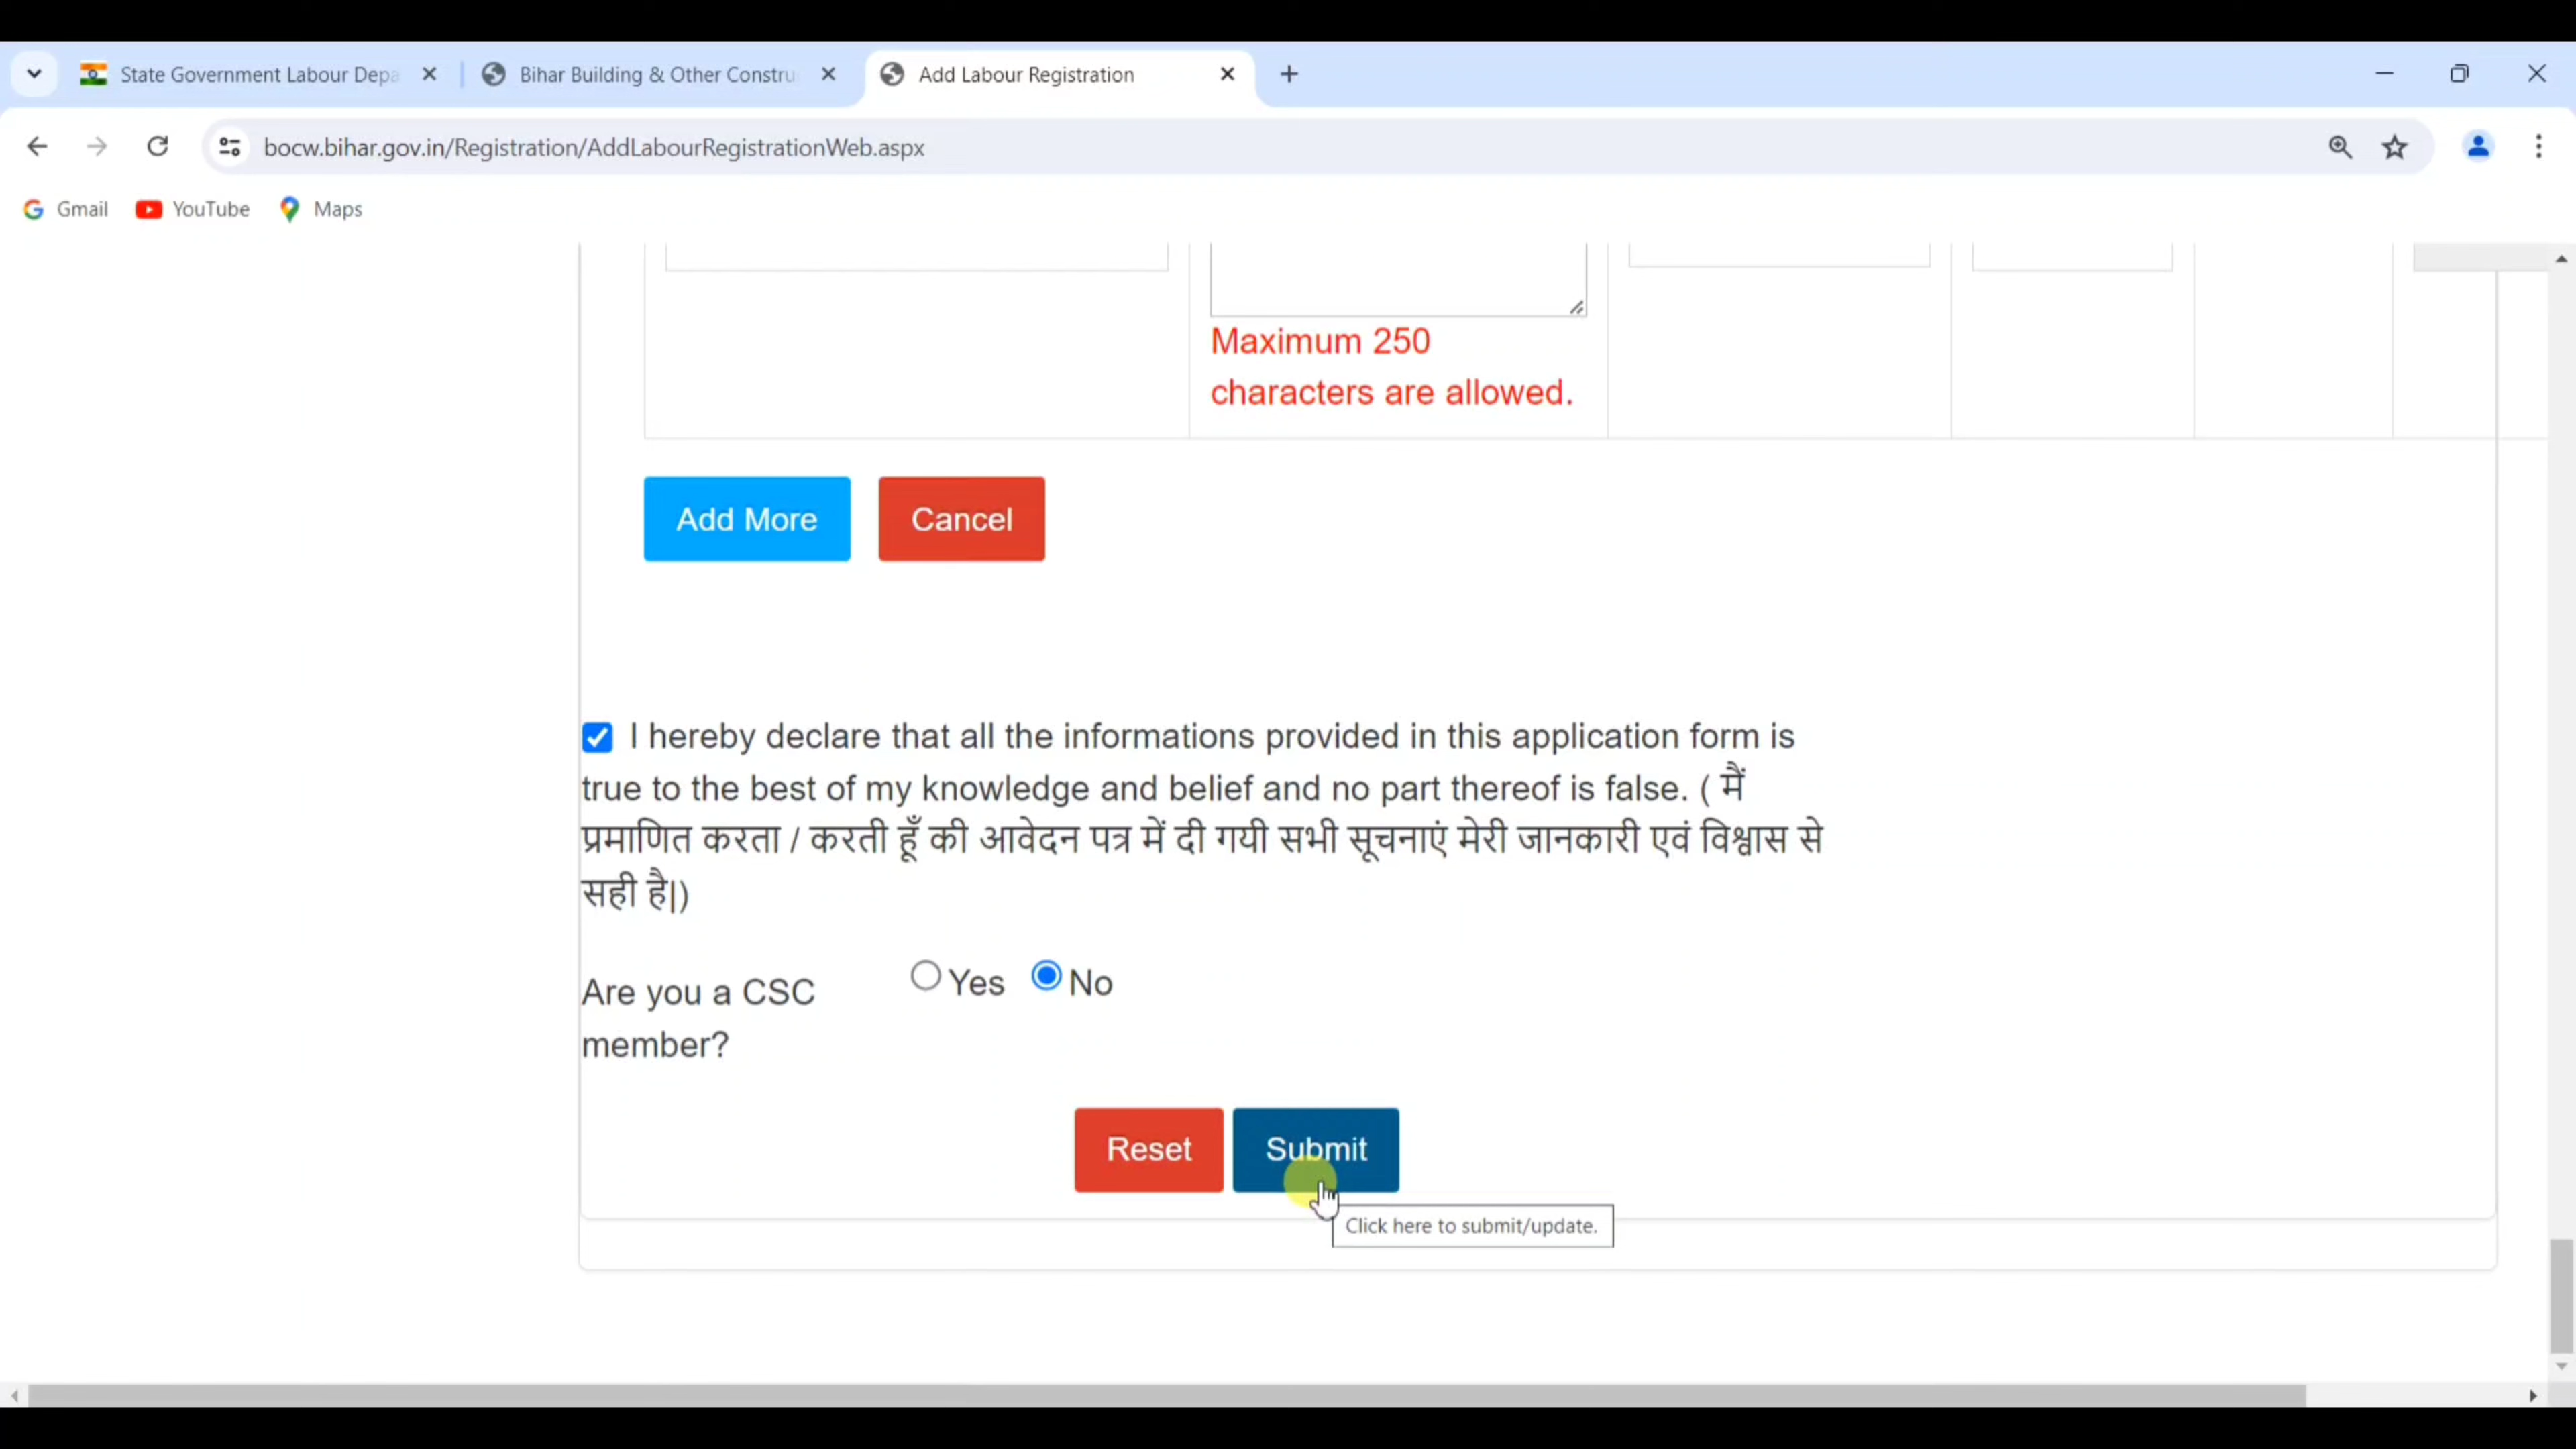 State Government Labour Depa
Bihar Building & Other Constru
Add Labour Registration
bocw.bihar.gov.in/Registration/AddLabourRegistrationWeb.aspx
Gmail
YouTube
Maps
Maximum 250
characters are allowed.
Add More
Cancel
I hereby declare that all the informations provided in this application form is
true to the best of my knowledge and belief and no part thereof is false. ( मैं
प्रमाणित करता / करती हूँ की आवेदन पत्र में दी गयी सभी सूचनाएं मेरी जानकारी एवं विश्वास से
सही है|)
Are you a CSC
member?
Yes
No
Reset
Submit
Click here to submit/update.